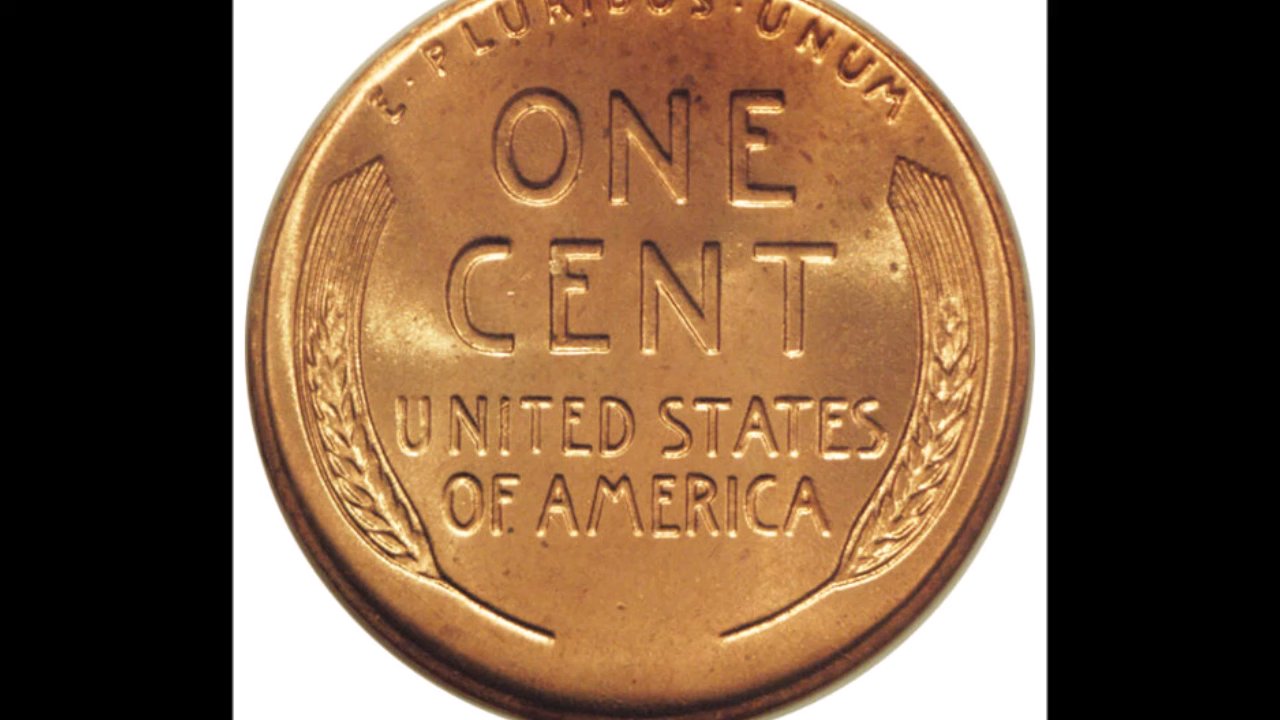 E · PLURIBUS · UNUM
ONE
CENT
UNITED STATES
OF AMERICA